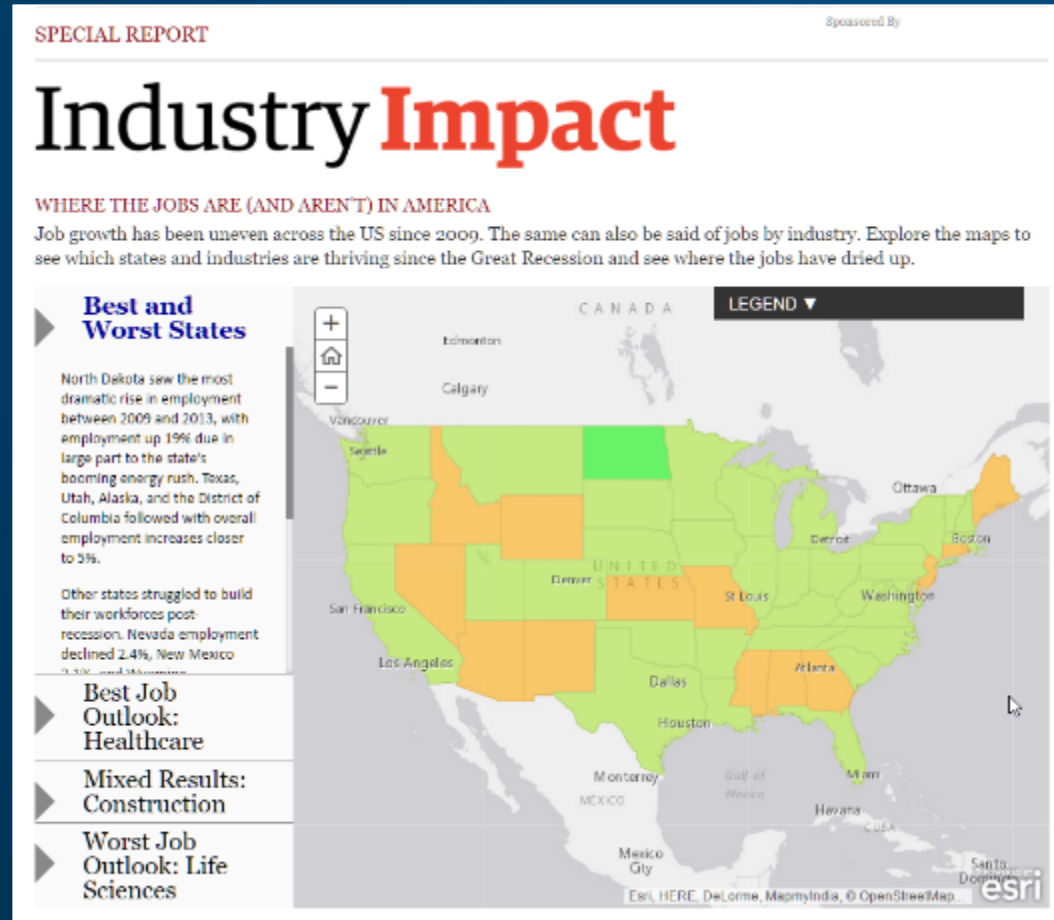 SPECIAL REPORT
Sponsored By
Industry Impact
WHERE THE JOBS ARE (AND AREN'T) IN AMERICA
Job growth has been uneven across the US since 2009. The same can also be said of jobs by industry. Explore the maps to
see which states and industries are thriving since the Great Recession and see where the jobs have dried up.
Best and
Worst States
North Dakota saw the most
dramatic rise in employment
between 2009 and 2013, with
employment up 19% due in
large part to the state's
booming energy rush. Texas,
Utah, Alaska, and the District of
Columbia followed with overall
employment increases closer
to 5%.
Other states struggled to build
their workforces post-
recession. Nevada employment
declined 2.4%, New Mexico
Best Job
Outlook:
Healthcare
Mixed Results:
Construction
Worst Job
Outlook: Life
Sciences
+
−
LEGEND ▼
CANADA
Edmonton
Calgary
Vancouver
Seattle
Ottawa
Detroit
Boston
UNITED
STATES
Denver
St Louis
Washington
San Francisco
Los Angeles
Atlanta
Dallas
Houston
Monterrey
MÉXICO
Gulf of
Mexico
Miami
Havana
CUBA
Mexico
City
Santo
Esri, HERE, DeLorme, MapmyIndia, © OpenStreetMap...
esri